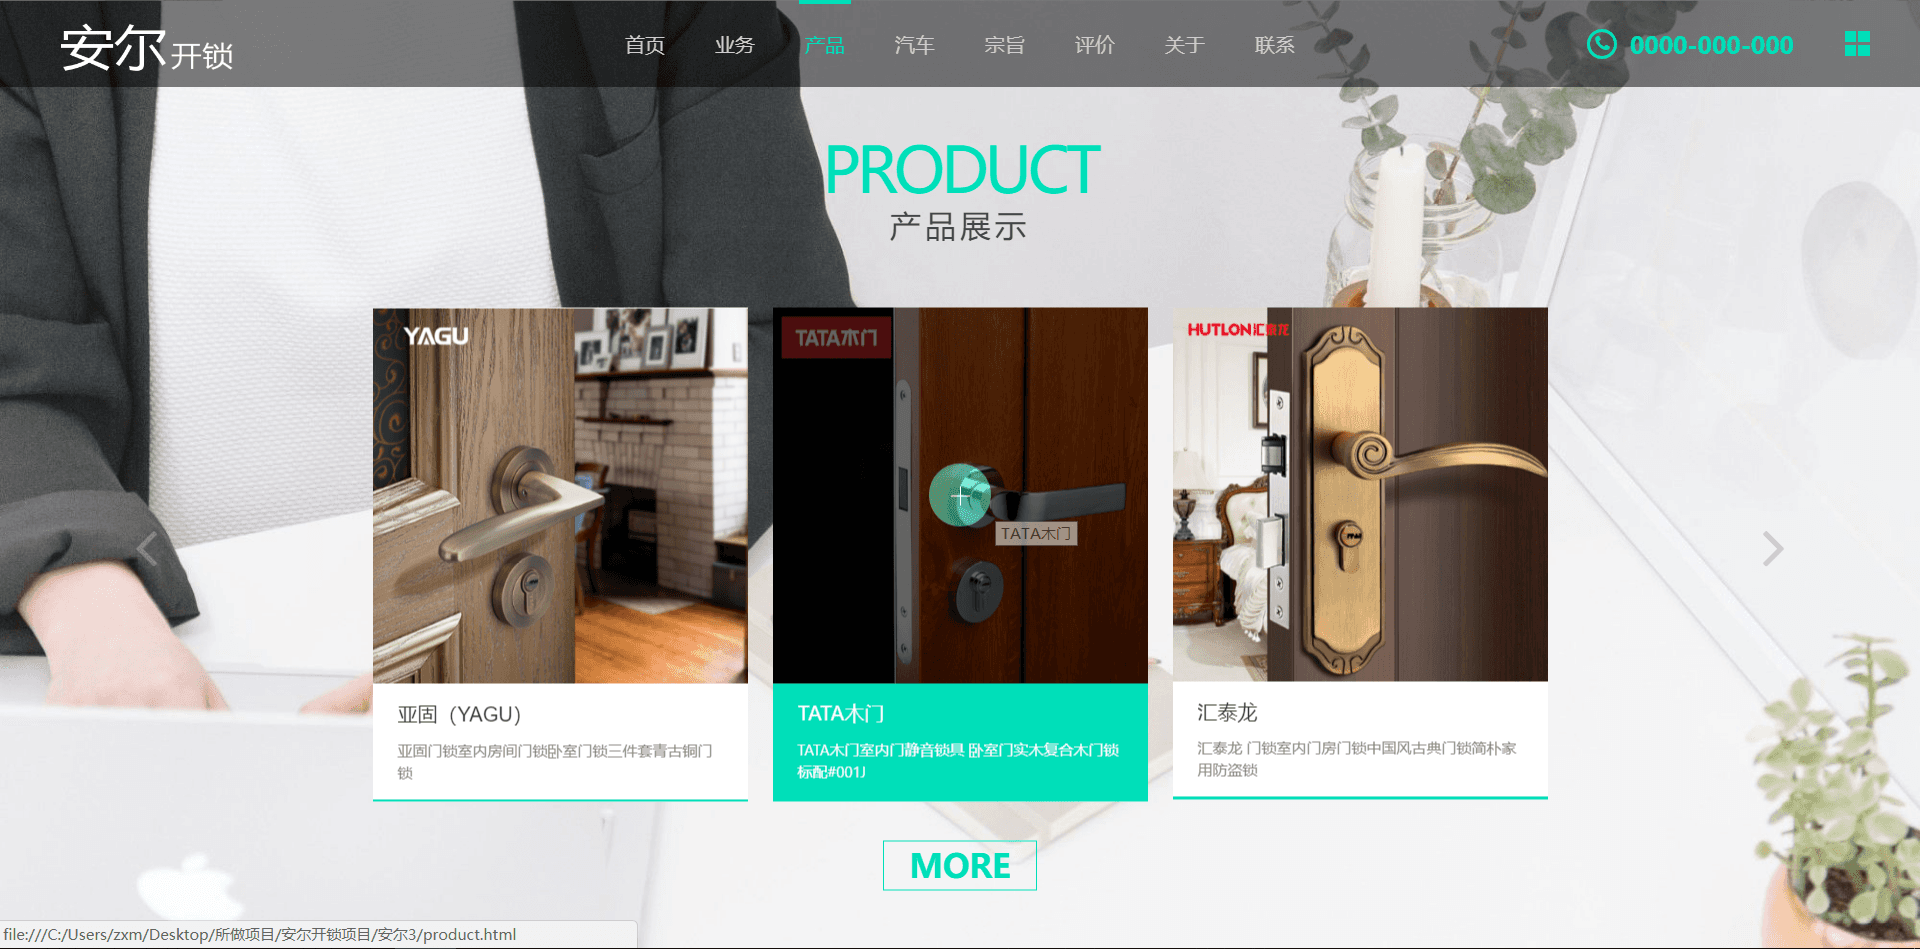 安尔开锁
首页 业务 产品 汽车 宗旨 评价 关于 联系
0000-000-000
PRODUCT
产品展示
YAGU
TATA木门
HUTLON汇泰龙
TATA木门
亚固（YAGU）
亚固门锁室内房间门锁卧室门锁三件套青古铜门
锁
TATA木门
TATA木门室内门静音锁具 卧室门实木复合木门锁
标配#001J
汇泰龙
汇泰龙 门锁室内门房门锁中国风古典门锁简朴家
用防盗锁
MORE
file:///C:/Users/zxm/Desktop/所做项目/安尔开锁项目/安尔3/product.html